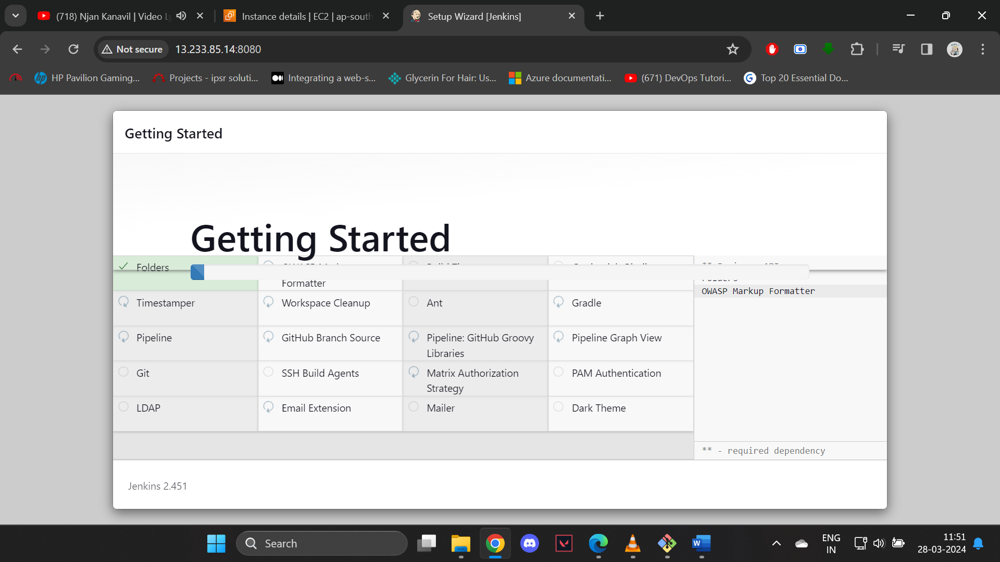 (718) Njan Kanavil | Video Ly
Instance details | EC2 | ap-south
Setup Wizard [Jenkins]
Not secure
13.233.85.14:8080
HP Pavilion Gaming...
Projects - ipsr soluti...
Integrating a web-s...
Glycerin For Hair: Us...
Azure documentati...
(671) DevOps Tutori...
Top 20 Essential Do...
Getting Started
Getting Started
Folders
Formatter
OWASP Markup Formatter
Timestamper
Workspace Cleanup
Ant
Gradle
Pipeline
GitHub Branch Source
Pipeline: GitHub Groovy
Libraries
Pipeline Graph View
Git
SSH Build Agents
Matrix Authorization
Strategy
PAM Authentication
LDAP
Email Extension
Mailer
Dark Theme
** - required dependency
Jenkins 2.451
Search
ENG
IN
11:51
28-03-2024